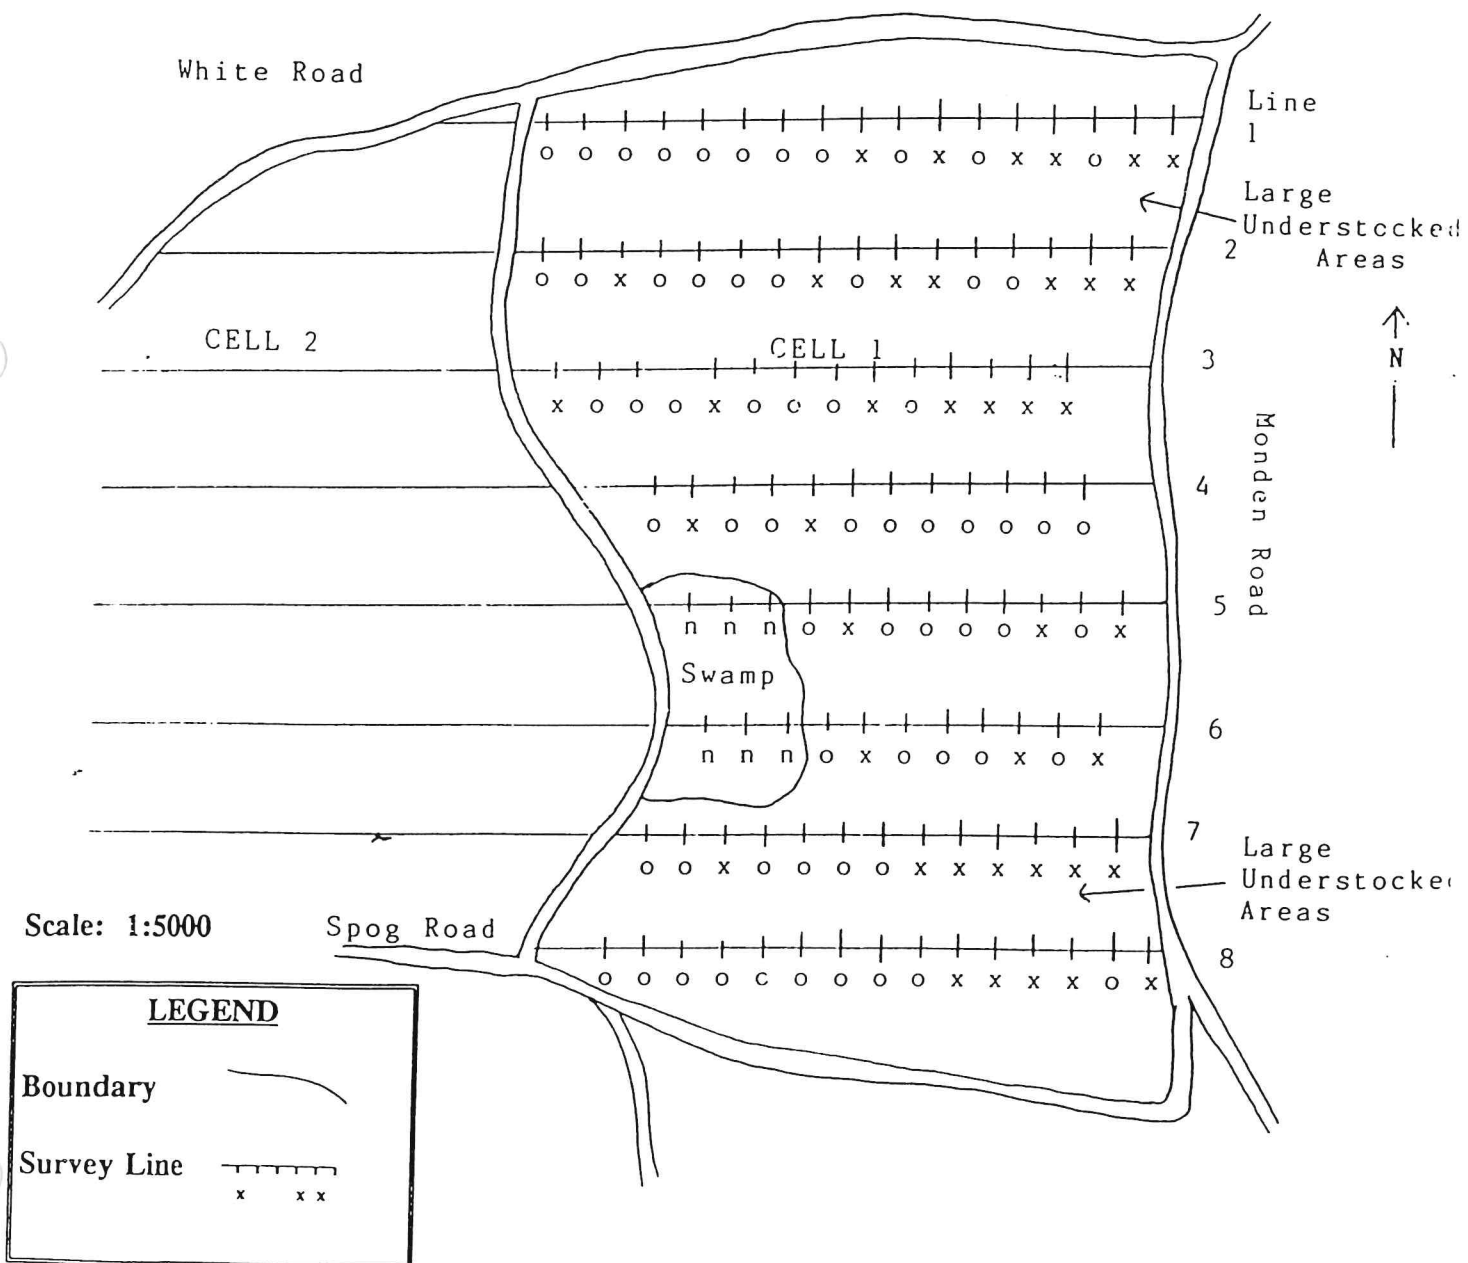 White Road
Line
1
o o o o o o o o x o x o x x o x x
Large
Understocked
Areas
2
o o x o o o o x o x x o o x x x
CELL 2
CELL 1
3
N
x o o o x o o o x o x x x x
Monden Road
4
o x o o x o o o o o o o
5
n n n o x o o o o x o x
Swamp
6
n n n o x o o o x o x
7
o o x o o o o x x x x x x
Large
Understocke
Areas
Scale: 1:5000
Spog Road
8
o o o o c o o o o x x x x o x
LEGEND
Boundary
Survey Line
x x x